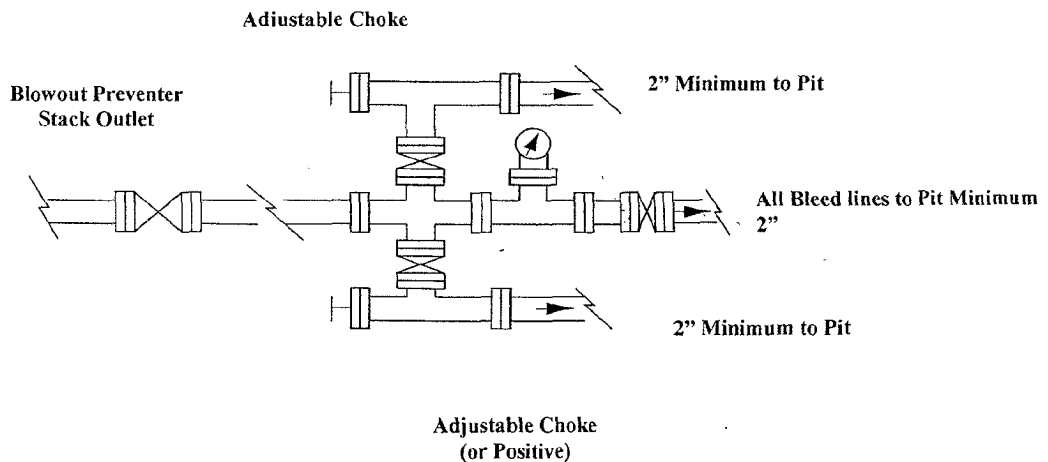 Adiustable Choke
2” Minimum to Pit
Blowout Preventer
Stack Outlet
All Bleed lines to Pit Minimum
2”
2” Minimum to Pit
Adjustable Choke
(or Positive)